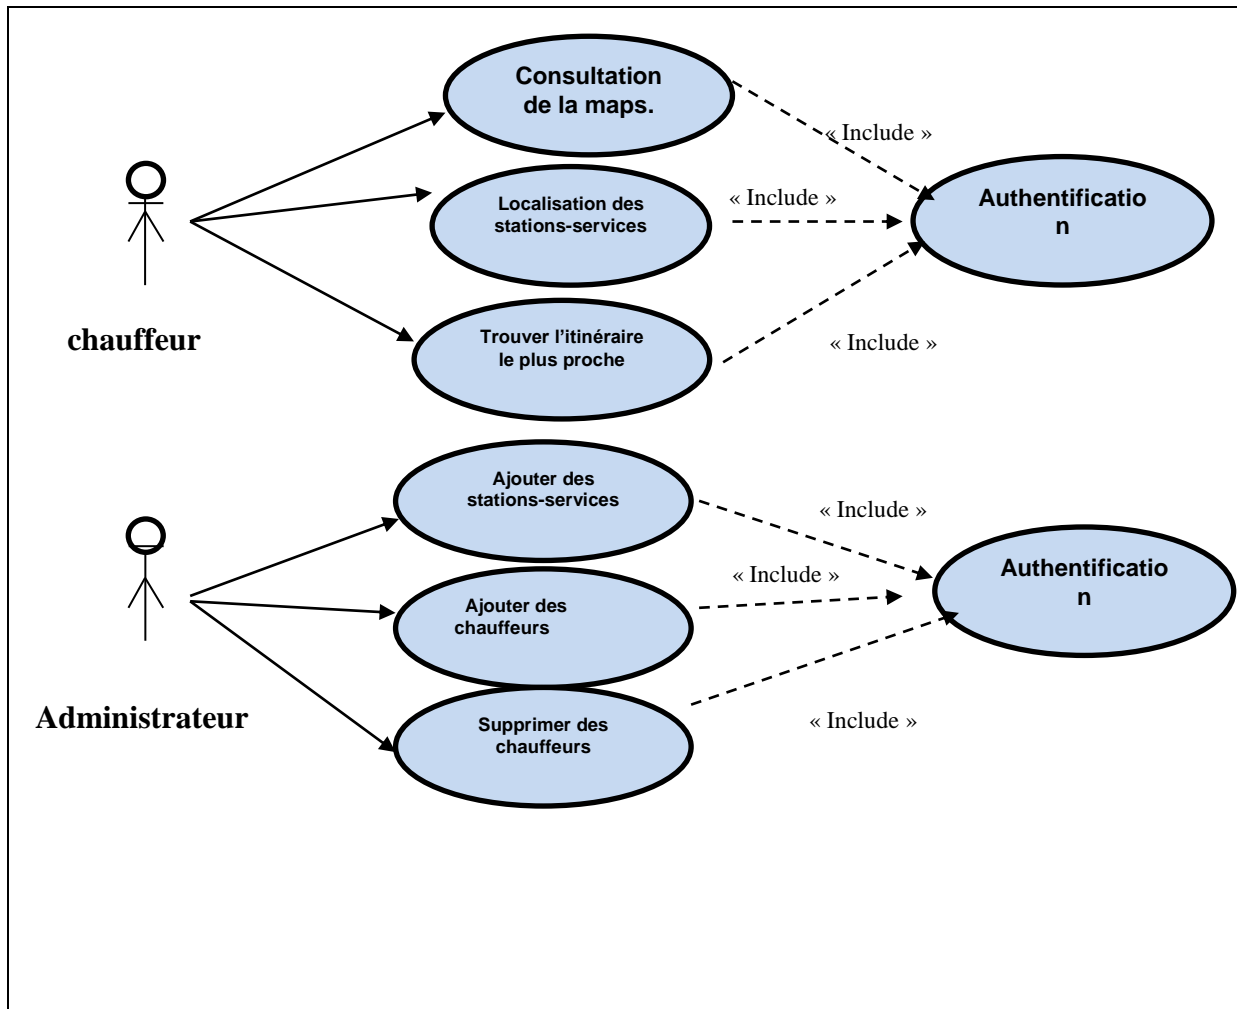 Consultation
de la maps.
« Include »
Localisation des
stations-services
« Include »
Authentificatio
n
chauffeur
Trouver l'itinéraire
le plus proche
« Include »
Ajouter des
stations-services
« Include »
Ajouter des
chauffeurs
« Include »
Authentificatio
n
Administrateur
Supprimer des
chauffeurs
« Include »